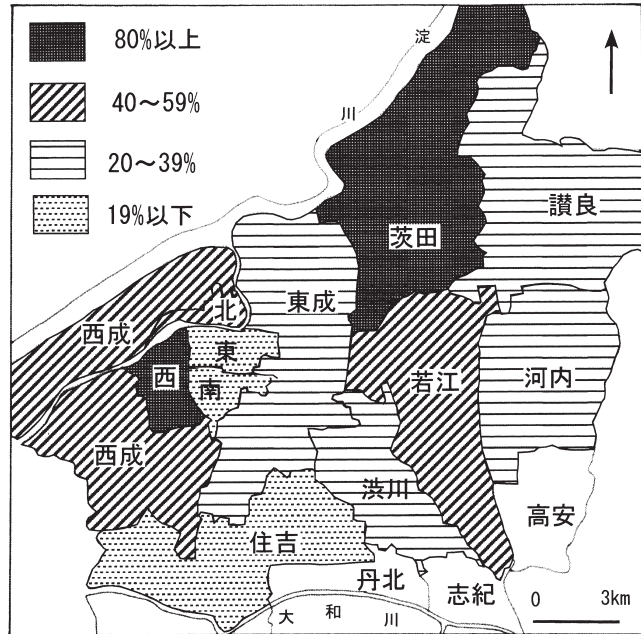 80%以上
40～59%
20～39%
19%以下
淀
川
讃良
茨田
東成
北
西成
東
西
南
若江
河内
西成
渋川
高安
住吉
丹北
志紀
大和川
0 3km